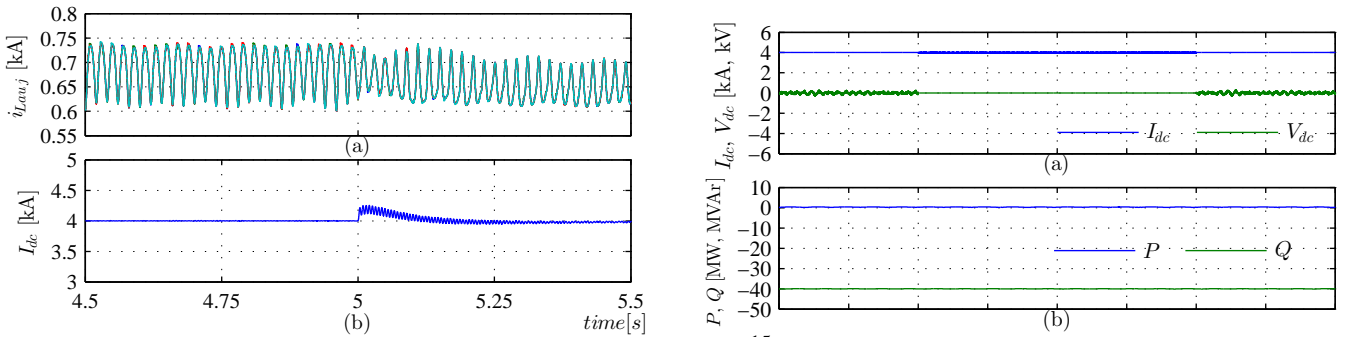 0.8
0.75
0.7
0.65
0.6
0.55
i_{Lau_j} [kA]
(a)
5
4.5
4
3.5
3
I_{dc} [kA]
4.5 4.75 5 5.25 5.5
(b)
time[s]
6
4
2
0
−2
−4
−6
I_{dc}, V_{dc} [kA, kV]
I_{dc} V_{dc}
(a)
10
0
−10
−20
−30
−40
−50
P, Q [MW, MVAr]
P Q
(b)